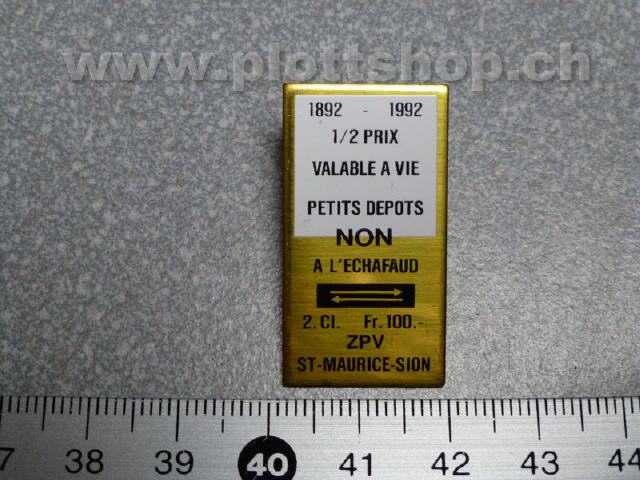 www.plottshop.ch
1892 - 1992
1/2 PRIX
VALABLE A VIE
PETITS DEPOTS
NON
A L'ECHAFAUD
2. Cl. Fr. 100.-
ZPV
ST-MAURICE-SION
37 38 39 40 41 42 43 44